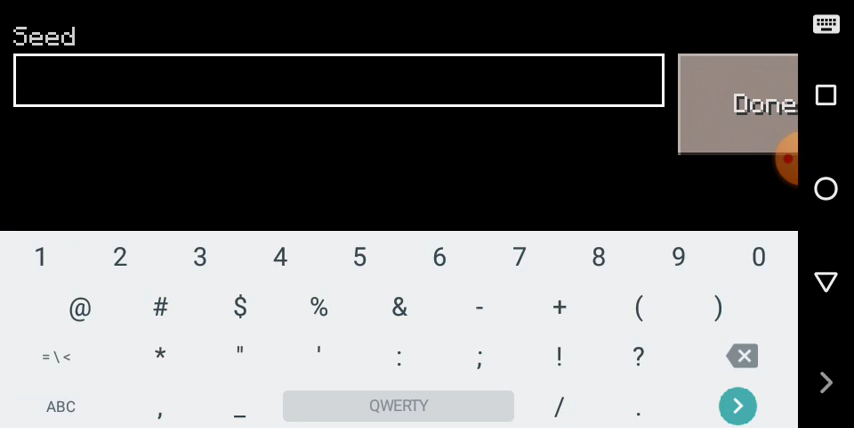 Seed
Done
1 2 3 4 5 6 7 8 9 0
@ # $ % & - + ( )
= \ < * " ' : ; ! ?
ABC , _ QWERTY / .